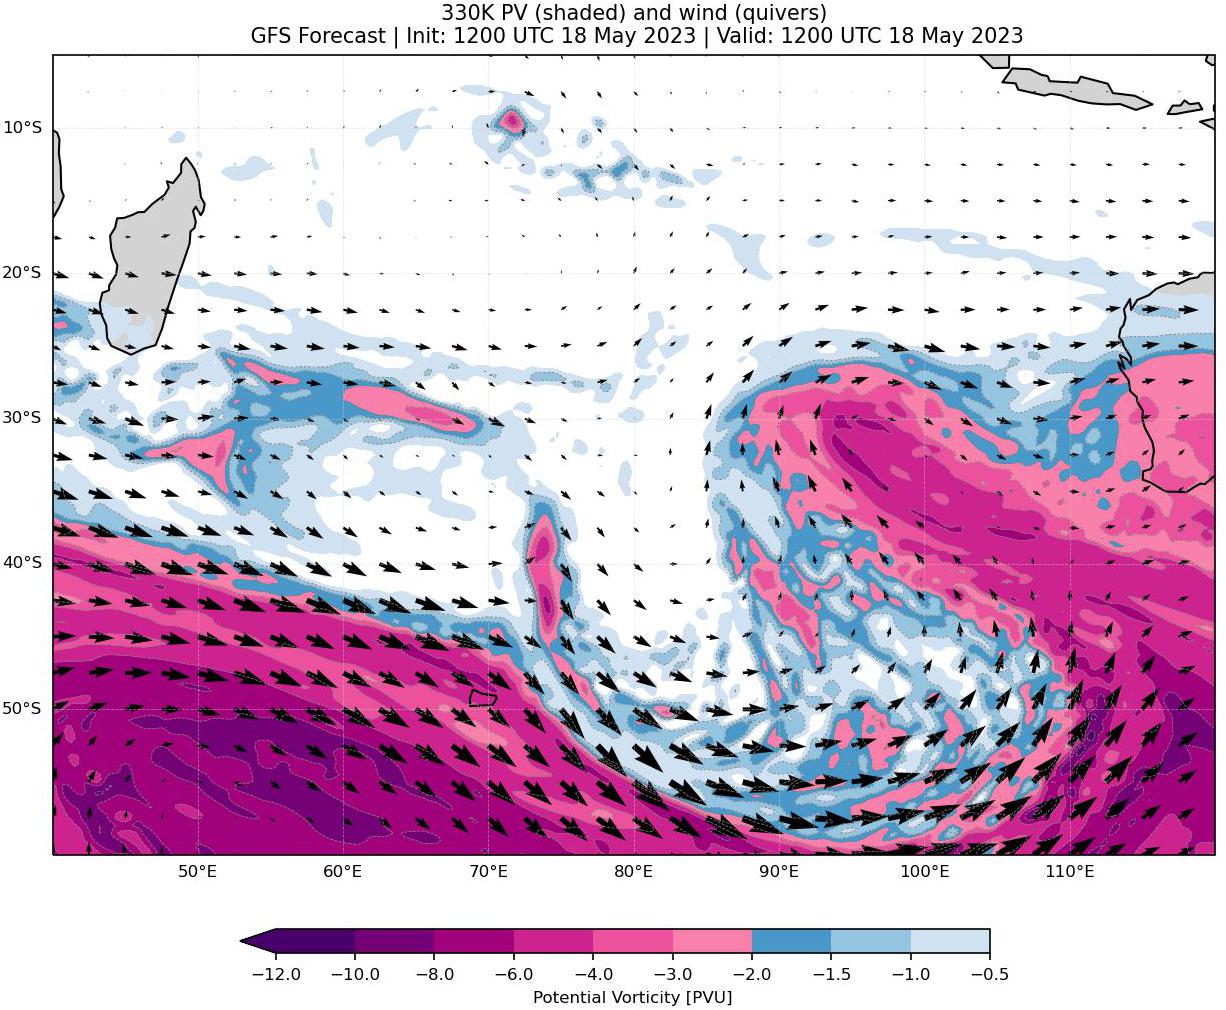 330K PV (shaded) and wind (quivers)
GFS Forecast | Init: 1200 UTC 18 May 2023 | Valid: 1200 UTC 18 May 2023
10°S
20°S
30°S
40°S
50°S
50°E 60°E 70°E 80°E 90°E 100°E 110°E
−12.0 −10.0 −8.0 −6.0 −4.0 −3.0 −2.0 −1.5 −1.0 −0.5
Potential Vorticity [PVU]